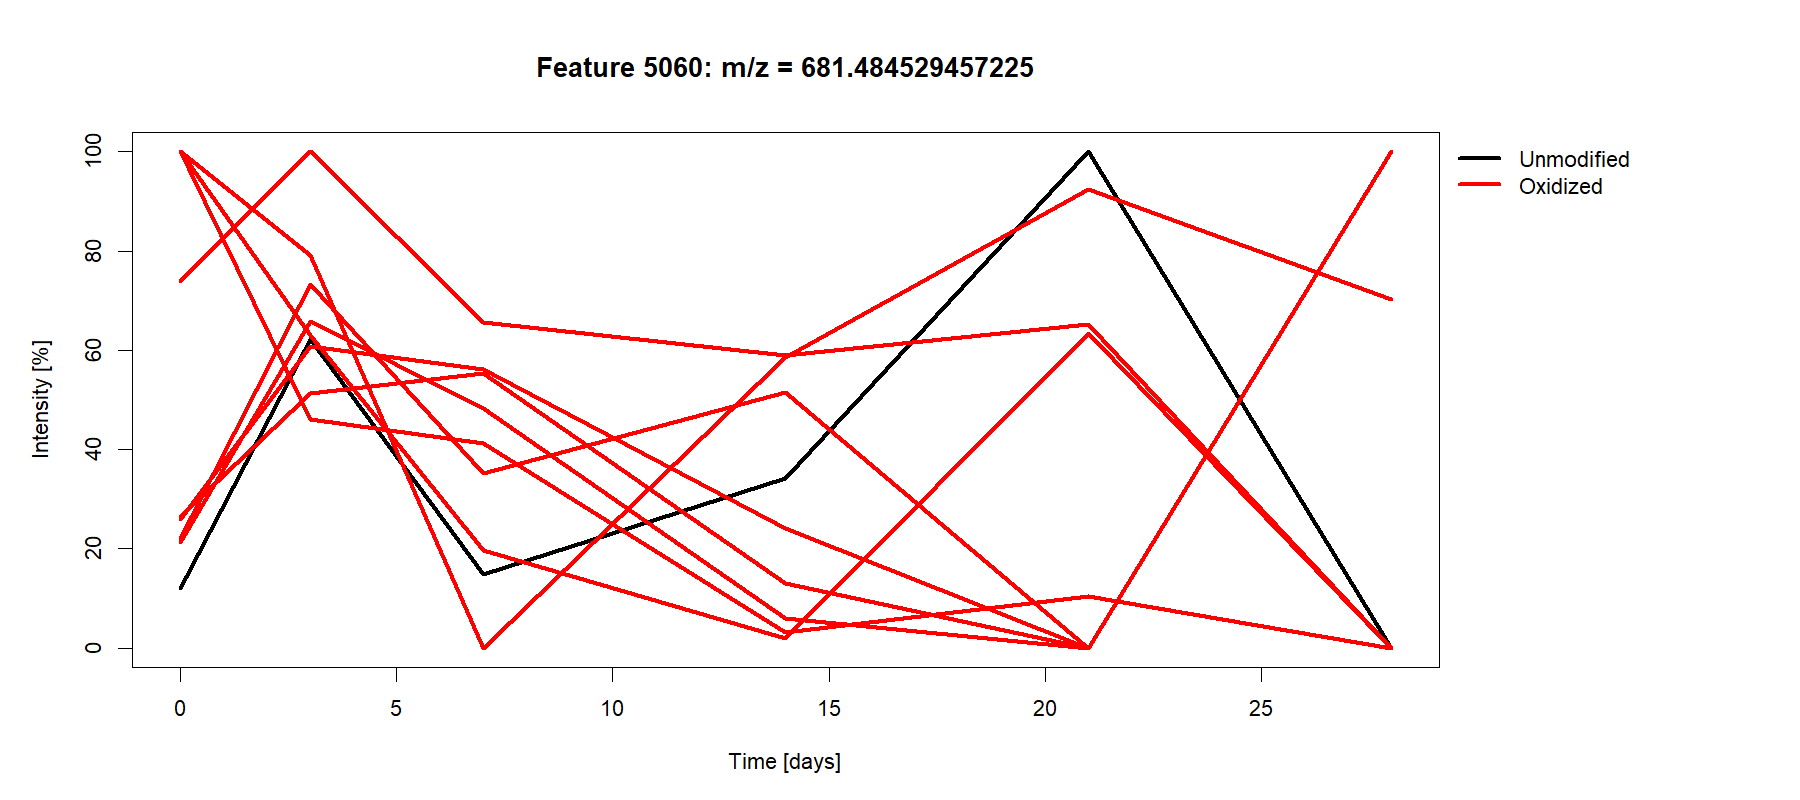 Feature 5060: m/z = 681.484529457225
Unmodified
Oxidized
Intensity [%]
100
80
60
40
20
0
0 5 10 15 20 25
Time [days]